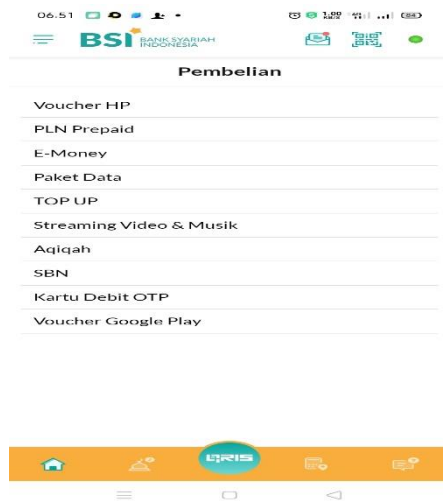 06.51
BSI BANK SYARIAH
INDONESIA
Pembelian
Voucher HP
PLN Prepaid
E-Money
Paket Data
TOP UP
Streaming Video & Musik
Aqiqah
SBN
Kartu Debit OTP
Voucher Google Play
QRIS